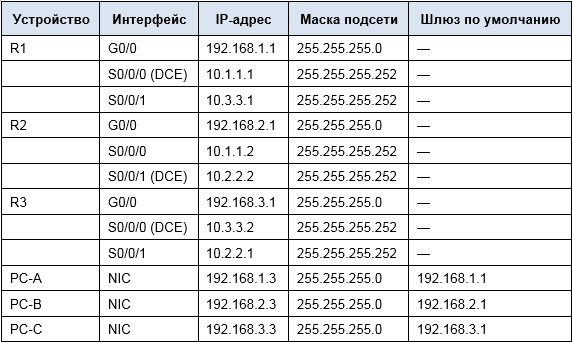 Устройство Интерфейс IP-адрес Маска подсети Шлюз по умолчанию
R1 G0/0 192.168.1.1 255.255.255.0 —
S0/0/0 (DCE) 10.1.1.1 255.255.255.252 —
S0/0/1 10.3.3.1 255.255.255.252 —
R2 G0/0 192.168.2.1 255.255.255.0 —
S0/0/0 10.1.1.2 255.255.255.252 —
S0/0/1 (DCE) 10.2.2.2 255.255.255.252 —
R3 G0/0 192.168.3.1 255.255.255.0 —
S0/0/0 (DCE) 10.3.3.2 255.255.255.252 —
S0/0/1 10.2.2.1 255.255.255.252 —
PC-A NIC 192.168.1.3 255.255.255.0 192.168.1.1
PC-B NIC 192.168.2.3 255.255.255.0 192.168.2.1
PC-C NIC 192.168.3.3 255.255.255.0 192.168.3.1